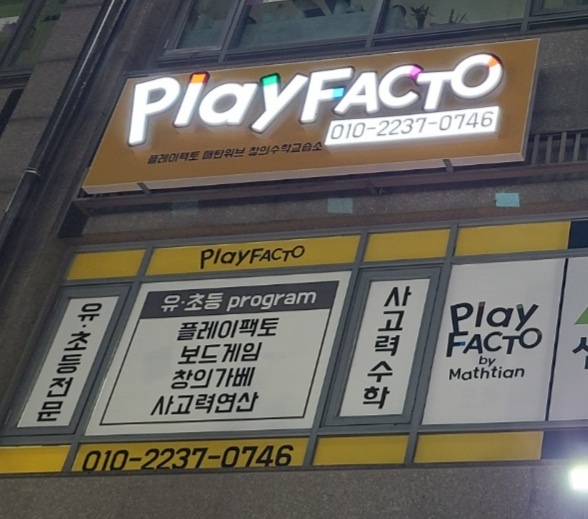 PlayFACTO
010-2237-0746
플레이팩토 매탄위브 창의수학교습소
PlayFACTO
유·초등전문
유·초등 program
플레이팩토
보드게임
창의가베
사고력연산
사고력수학
Play
FACTO
by
Mathtian
010-2237-0746